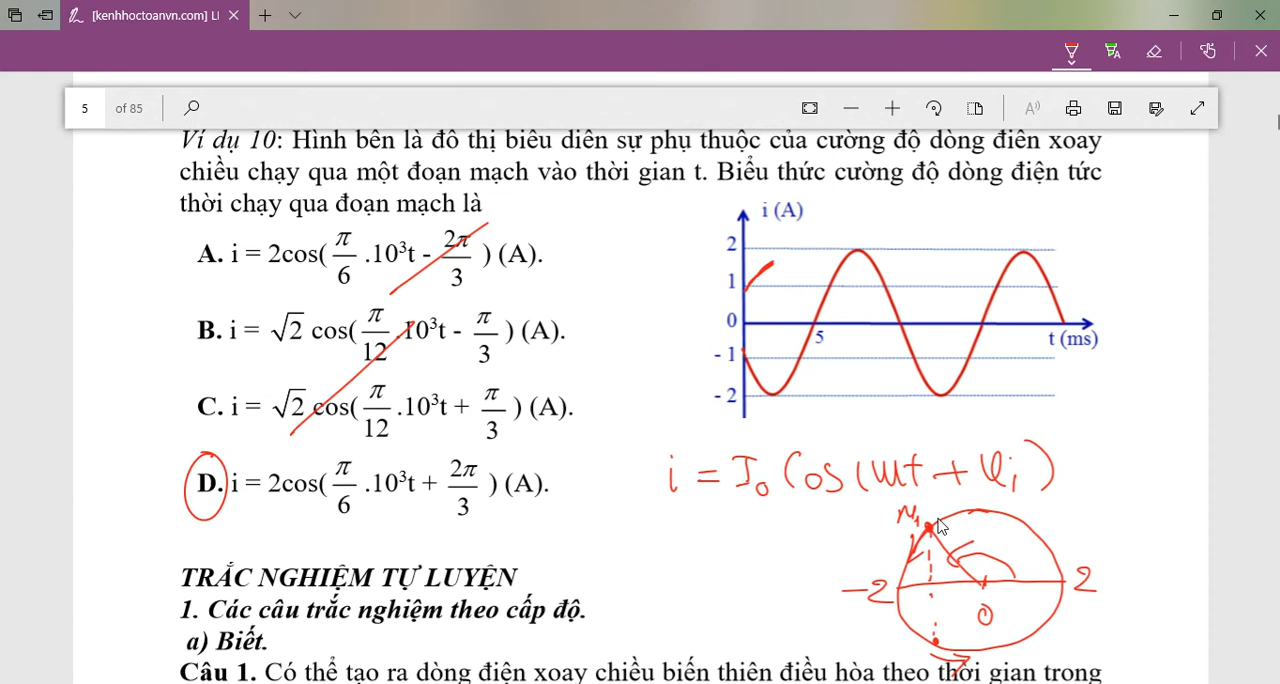 [kenhhoctoanvn.com] LI
5 of 85
Ví dụ 10: Hình bên là đồ thị biêu diên sự phụ thuộc của cường độ dòng điên xoay
chiều chạy qua một đoạn mạch vào thời gian t. Biểu thức cường độ dòng điện tức
thời chạy qua đoạn mạch là
A. i = 2cos(π/6 .10³t - 2π/3 ) (A).
B. i = √2 cos(π/12 .10³t - π/3 ) (A).
C. i = √2 cos(π/12 .10³t + π/3 ) (A).
D. i = 2cos(π/6 .10³t + 2π/3 ) (A).
i (A)
2
1
0
- 1
- 2
5
t (ms)
i = I₀ Cos(ωt + φᵢ)
M₁
-2
2
0
TRẮC NGHIỆM TỰ LUYỆN
1. Các câu trắc nghiệm theo cấp độ.
a) Biết.
Câu 1. Có thể tạo ra dòng điện xoay chiều biến thiên điều hòa theo thời gian trong